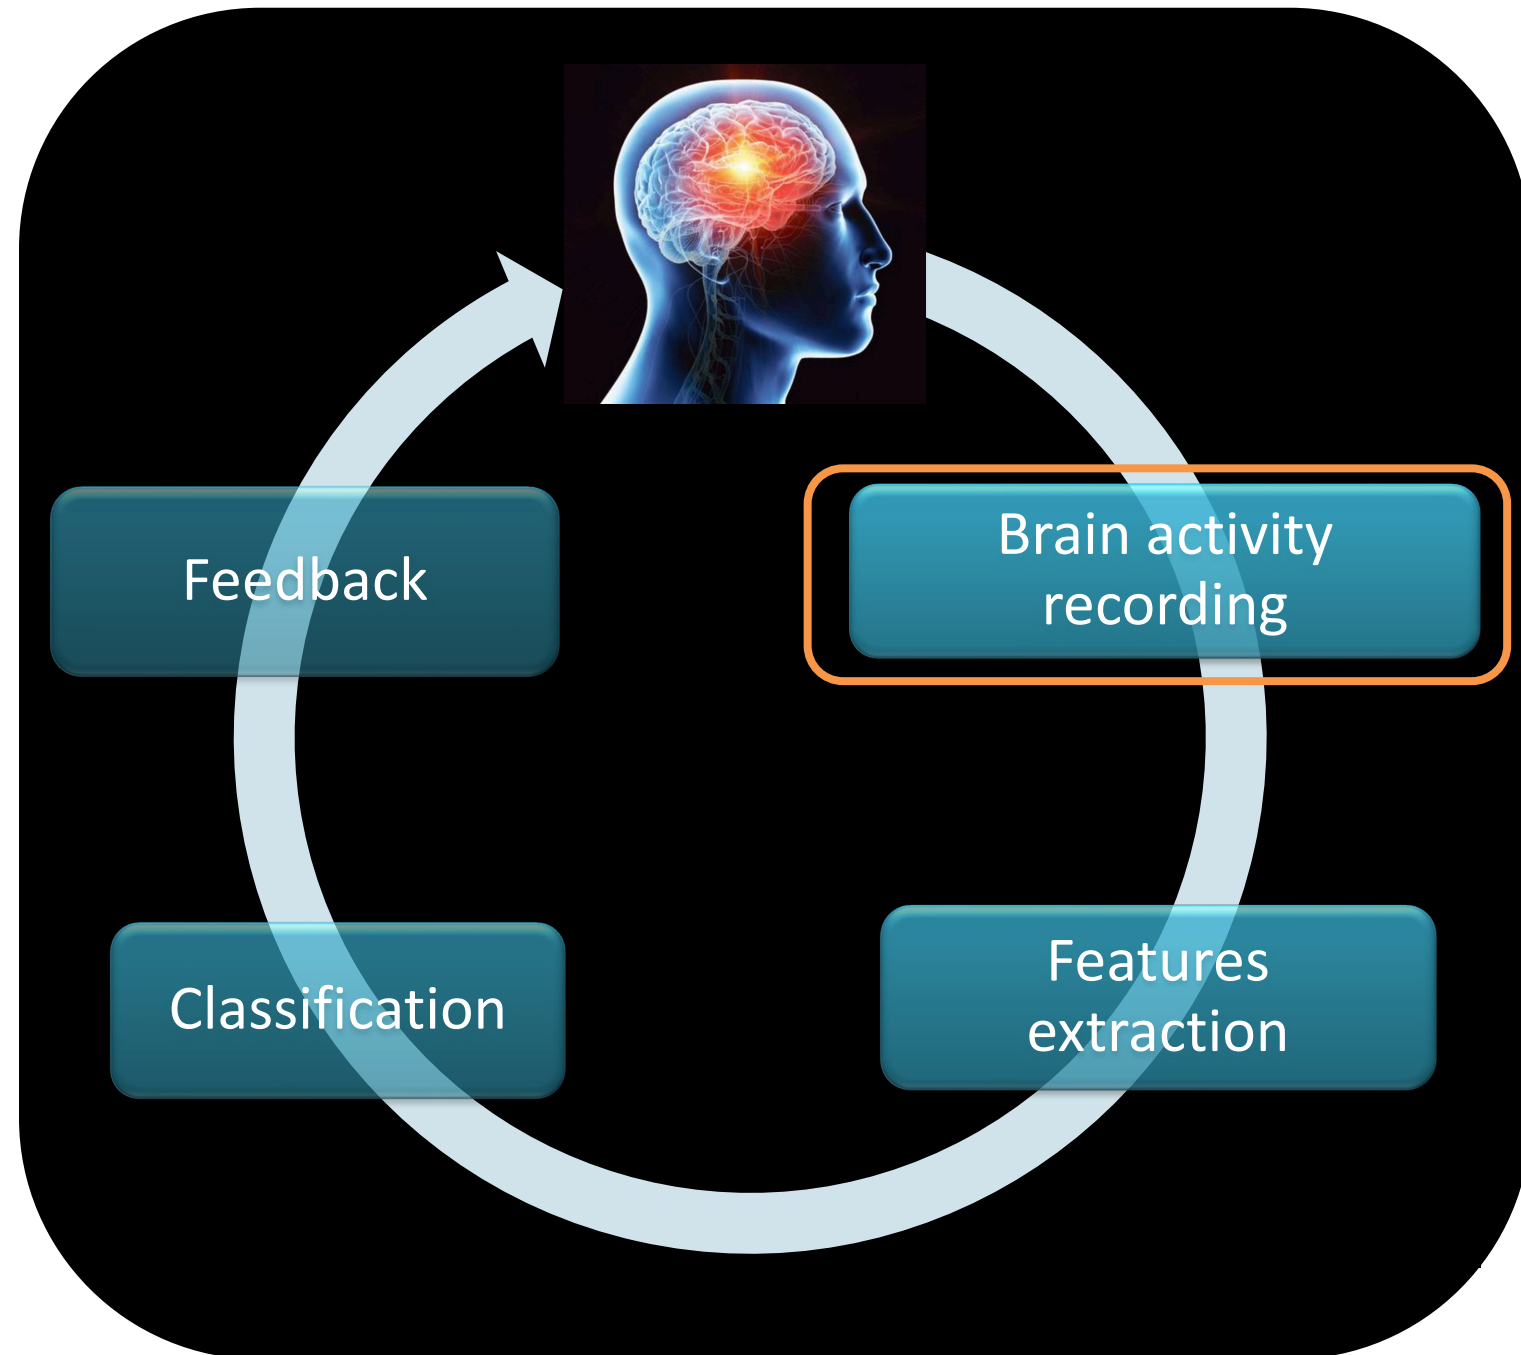 Feedback
Brain activity
recording
Classification
Features
extraction